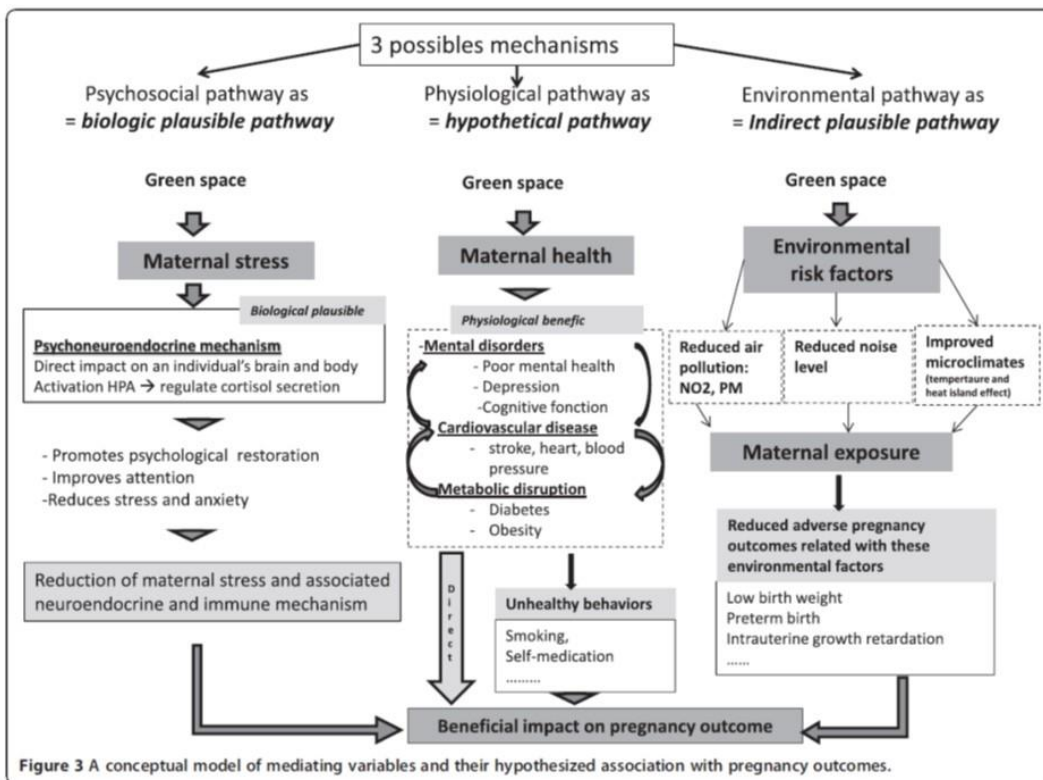 3 possibles mechanisms
Psychosocial pathway as
= biologic plausible pathway
Green space
Maternal stress
Biological plausible
Psychoneuroendocrine mechanism
Direct impact on an individual's brain and body
Activation HPA → regulate cortisol secretion
- Promotes psychological restoration
- Improves attention
-Reduces stress and anxiety
Reduction of maternal stress and associated
neuroendocrine and immune mechanism
Physiological pathway as
= hypothetical pathway
Green space
Maternal health
Physiological benefic
-Mental disorders
-Poor mental health
- Depression
-Cognitive fonction
Cardiovascular disease
- stroke, heart, blood
pressure
Metabolic disruption
- Diabetes
- Obesity
Direct
Unhealthy behaviors
Smoking,
Self-medication
.........
Environmental pathway as
= Indirect plausible pathway
Green space
Environmental
risk factors
Reduced air
pollution:
NO2, PM
Reduced noise
level
Improved
microclimates
(tempertaure and
heat island effect)
Maternal exposure
Reduced adverse pregnancy
outcomes related with these
environmental factors
Low birth weight
Preterm birth
Intrauterine growth retardation
......
Beneficial impact on pregnancy outcome
Figure 3 A conceptual model of mediating variables and their hypothesized association with pregnancy outcomes.